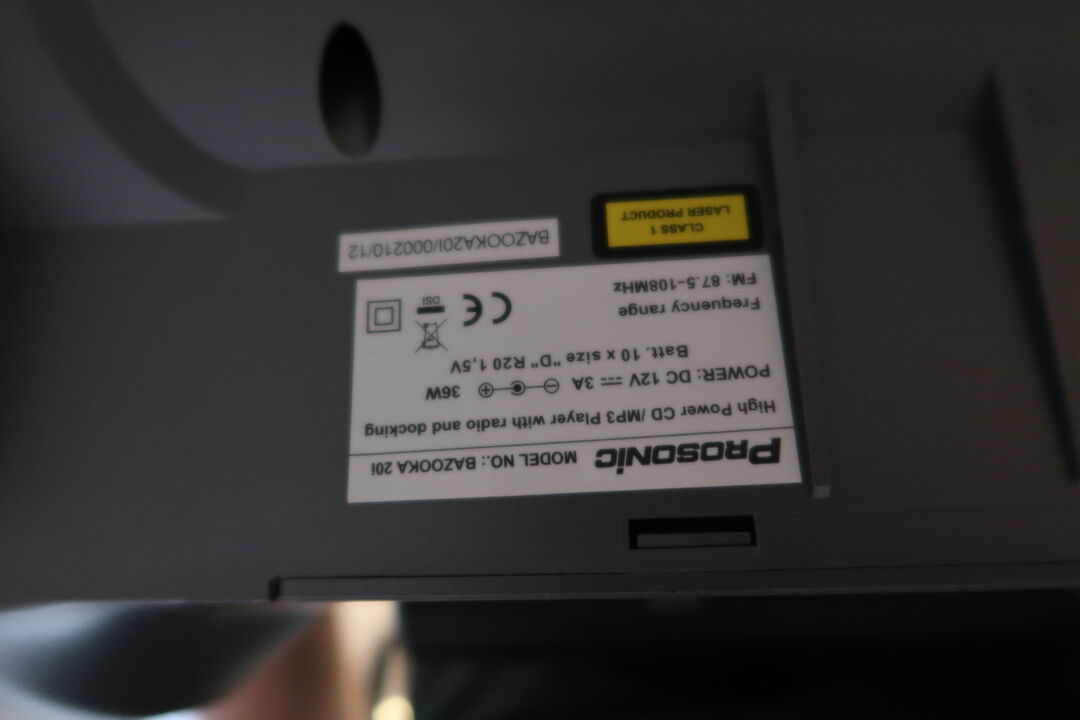 PROSONIC MODEL NO.: BAZOOKA 20i
High Power CD /MP3 Player with radio and docking
POWER: DC 12V 3A 36W
Batt. 10 x size "D" R20 1,5V
Frequency range
FM: 87.5-108MHz
CE
DSI
BAZOOKA20I/000210/12
CLASS 1
LASER PRODUCT